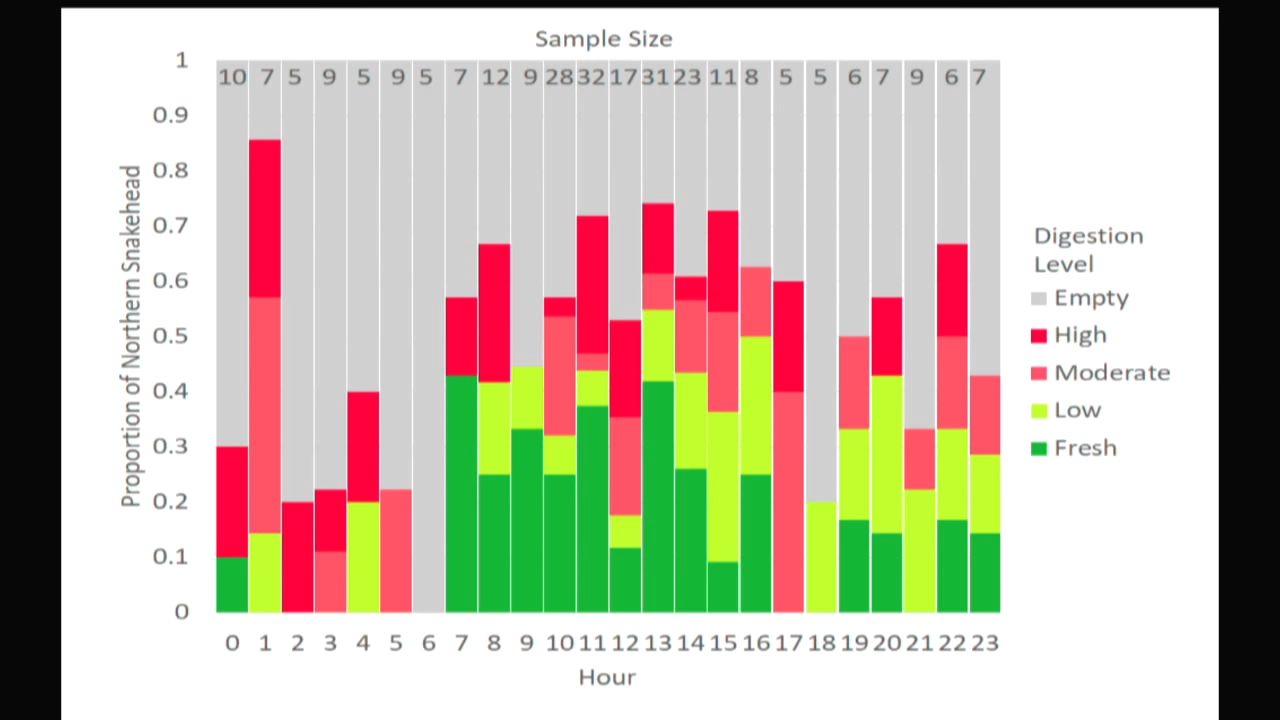 Sample Size
1
10 7 5 9 5 9 5 7 12 9 28 32 17 31 23 11 8 5 5 6 7 9 6 7
0.9
0.8
0.7
0.6
0.5
0.4
0.3
0.2
0.1
0
Proportion of Northern Snakehead
0 1 2 3 4 5 6 7 8 9 10 11 12 13 14 15 16 17 18 19 20 21 22 23
Hour
Digestion
Level
Empty
High
Moderate
Low
Fresh